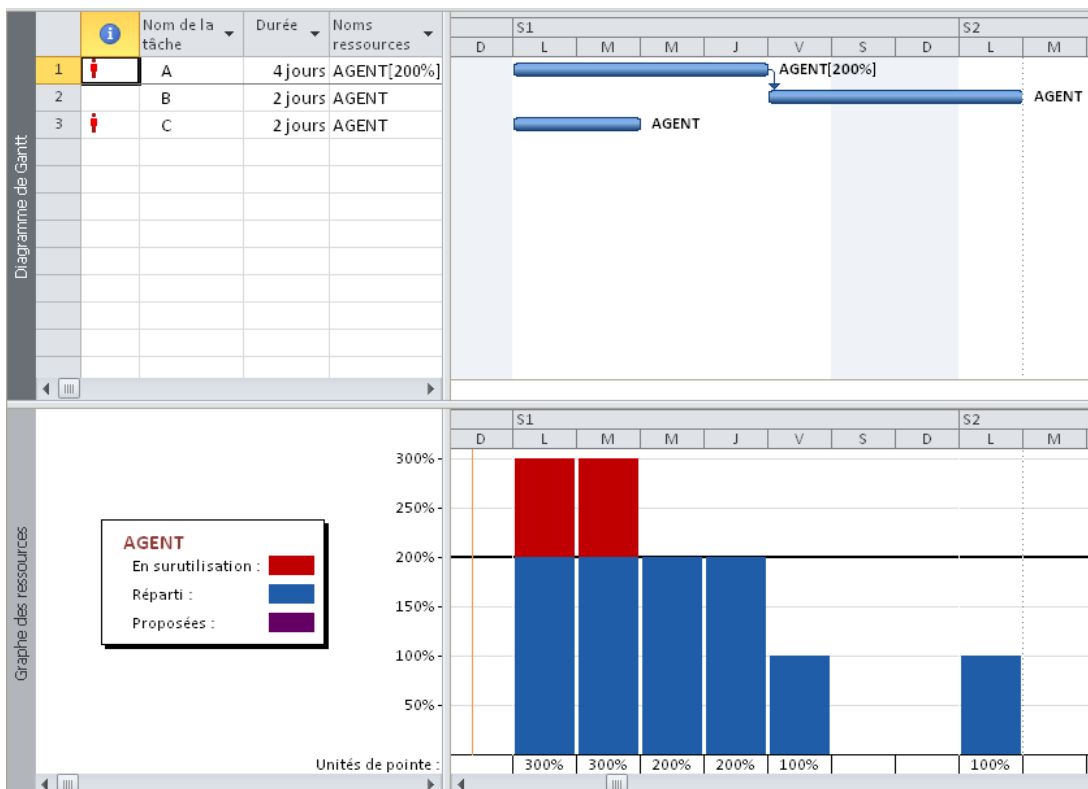 Diagramme de Gantt
Nom de la tâche Durée Noms ressources
1 A 4 jours AGENT[200%]
2 B 2 jours AGENT
3 C 2 jours AGENT
S1 S2
D L M M J V S D L M
AGENT[200%]
AGENT
AGENT
Graphe des ressources
AGENT
En surutilisation :
Réparti :
Proposées :
S1 S2
D L M M J V S D L M
300%
250%
200%
150%
100%
50%
Unités de pointe : 300% 300% 200% 200% 100% 100%